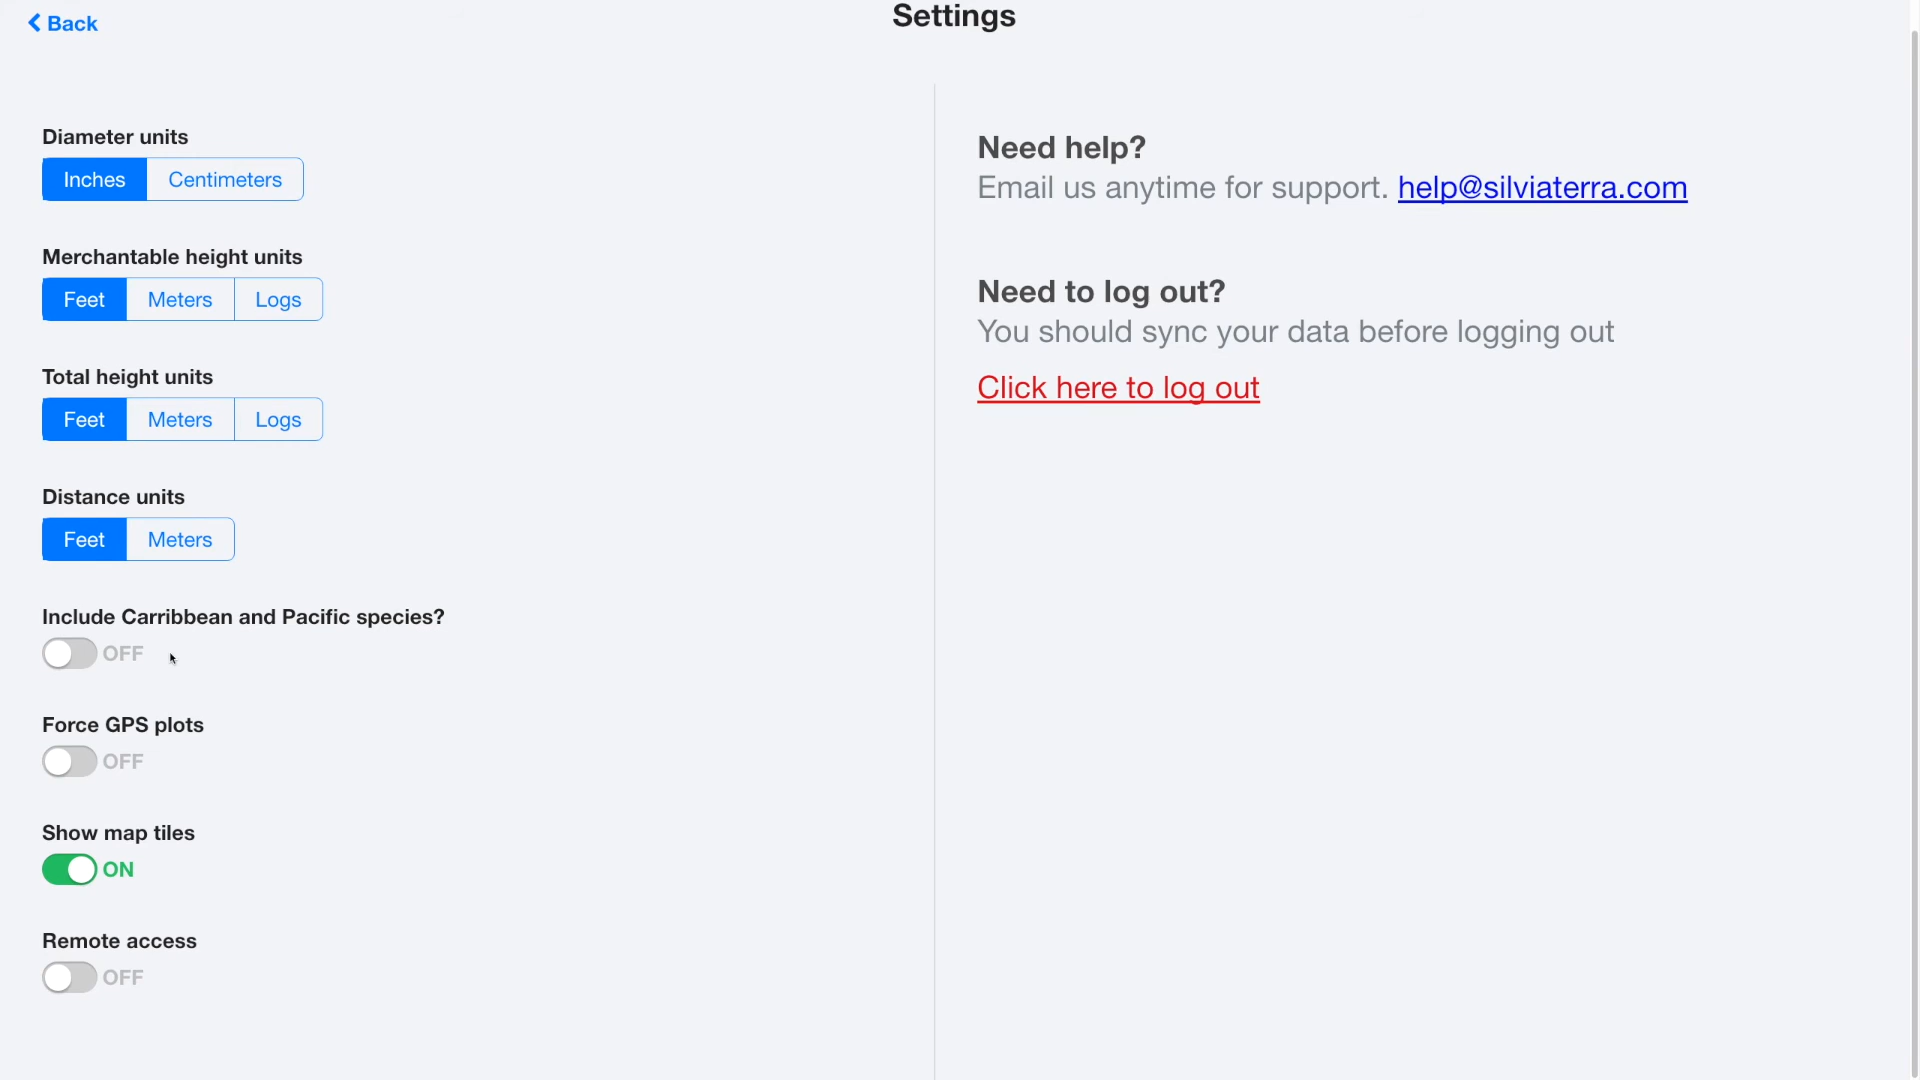 Back
Settings
Diameter units
Inches Centimeters
Merchantable height units
Feet Meters Logs
Total height units
Feet Meters Logs
Distance units
Feet Meters
Include Carribbean and Pacific species?
OFF
Force GPS plots
OFF
Show map tiles
ON
Remote access
OFF
Need help?
Email us anytime for support. help@silviaterra.com
Need to log out?
You should sync your data before logging out
Click here to log out